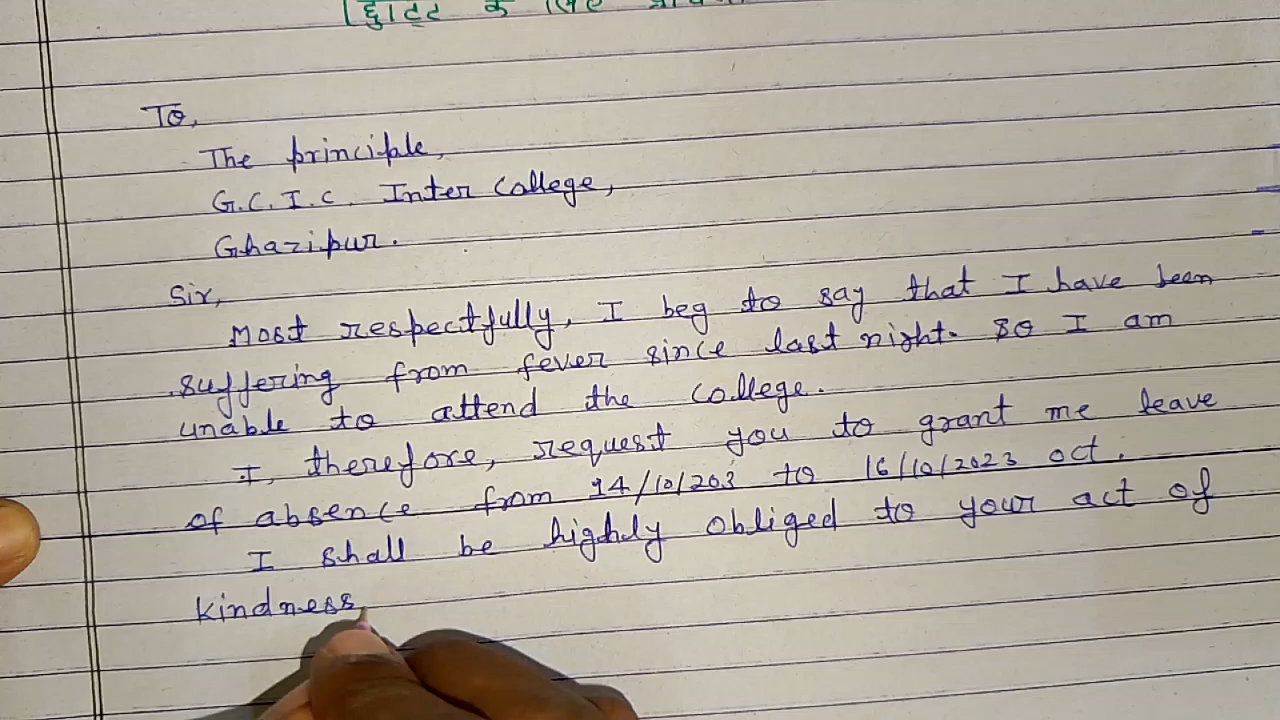 के लिए
To,
The principle,
G.C.I.C. Inter College,
Ghazipur.
Sir,
Most respectfully, I beg to say that I have been
suffering from fever since last night. So I am
unable to attend the college.
I, therefore, request you to grant me leave
of absence from 14/10/203 to 16/10/2023 oct.
I shall be highly obliged to your act of
kindness